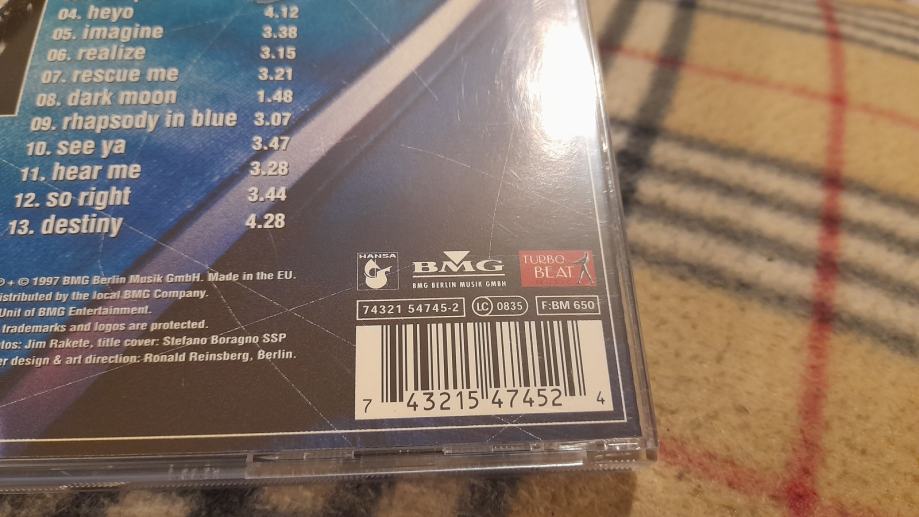 04. heyo 4.12
05. imagine 3.38
06. realize 3.15
07. rescue me 3.21
08. dark moon 1.48
09. rhapsody in blue 3.07
10. see ya 3.47
11. hear me 3.28
12. so right 3.44
13. destiny 4.28
℗ + © 1997 BMG Berlin Musik GmbH. Made in the EU.
distributed by the local BMG Company.
Unit of BMG Entertainment.
trademarks and logos are protected.
Jim Rakete, title cover: Stefano Boragno SSP
design & art direction: Ronald Reinsberg, Berlin.
HANSA
BMG
BMG BERLIN MUSIK GMBH
TURBO
BEAT
74321 54745-2
LC 0835
F:BM 650
7 43215 47452 4